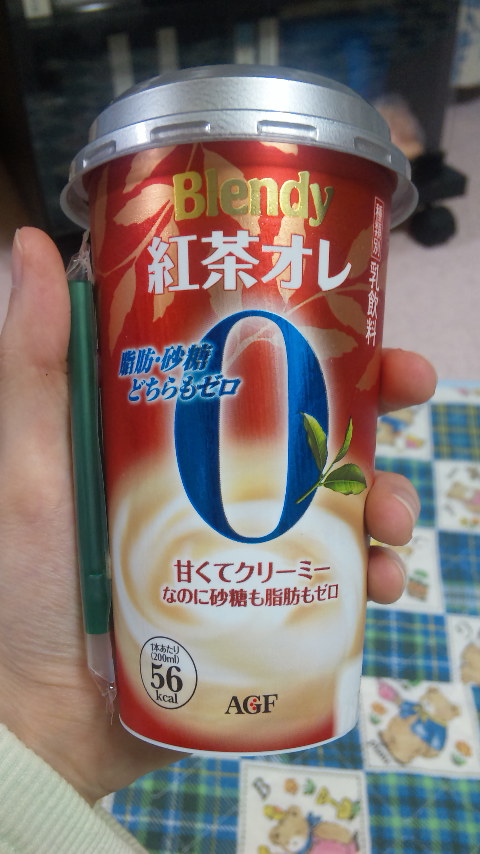 Blendy
紅茶オレ
種類別 乳飲料
脂肪・砂糖
どちらもゼロ
0
甘くてクリーミー
なのに砂糖も脂肪もゼロ
1本あたり
(200ml)
56
kcal
AGF